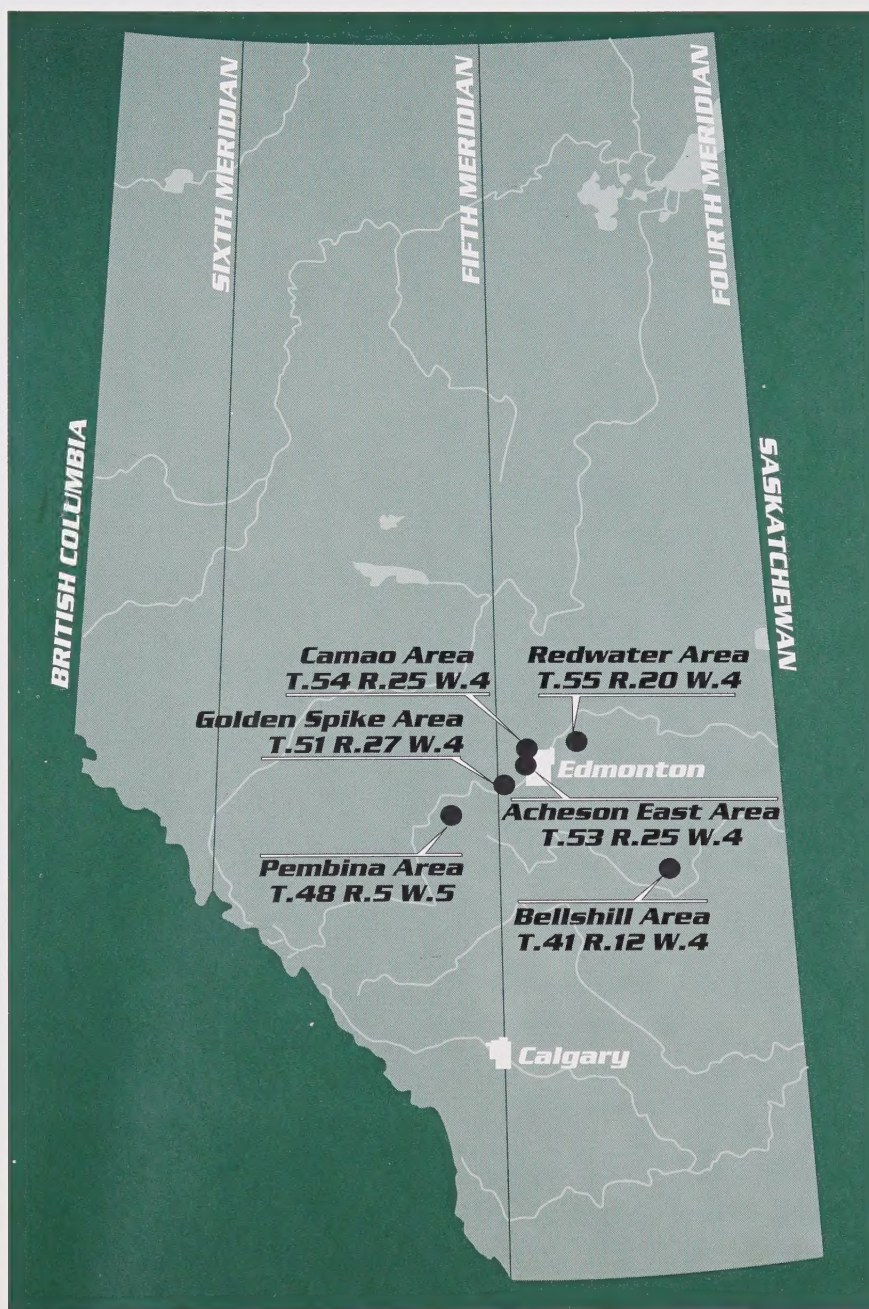 SIXTH MERIDIAN
FIFTH MERIDIAN
FOURTH MERIDIAN
BRITISH COLUMBIA
SASKATCHEWAN
Camao Area
T.54 R.25 W.4
Redwater Area
T.55 R.20 W.4
Golden Spike Area
T.51 R.27 W.4
Edmonton
Acheson East Area
T.53 R.25 W.4
Pembina Area
T.48 R.5 W.5
Bellshill Area
T.41 R.12 W.4
Calgary